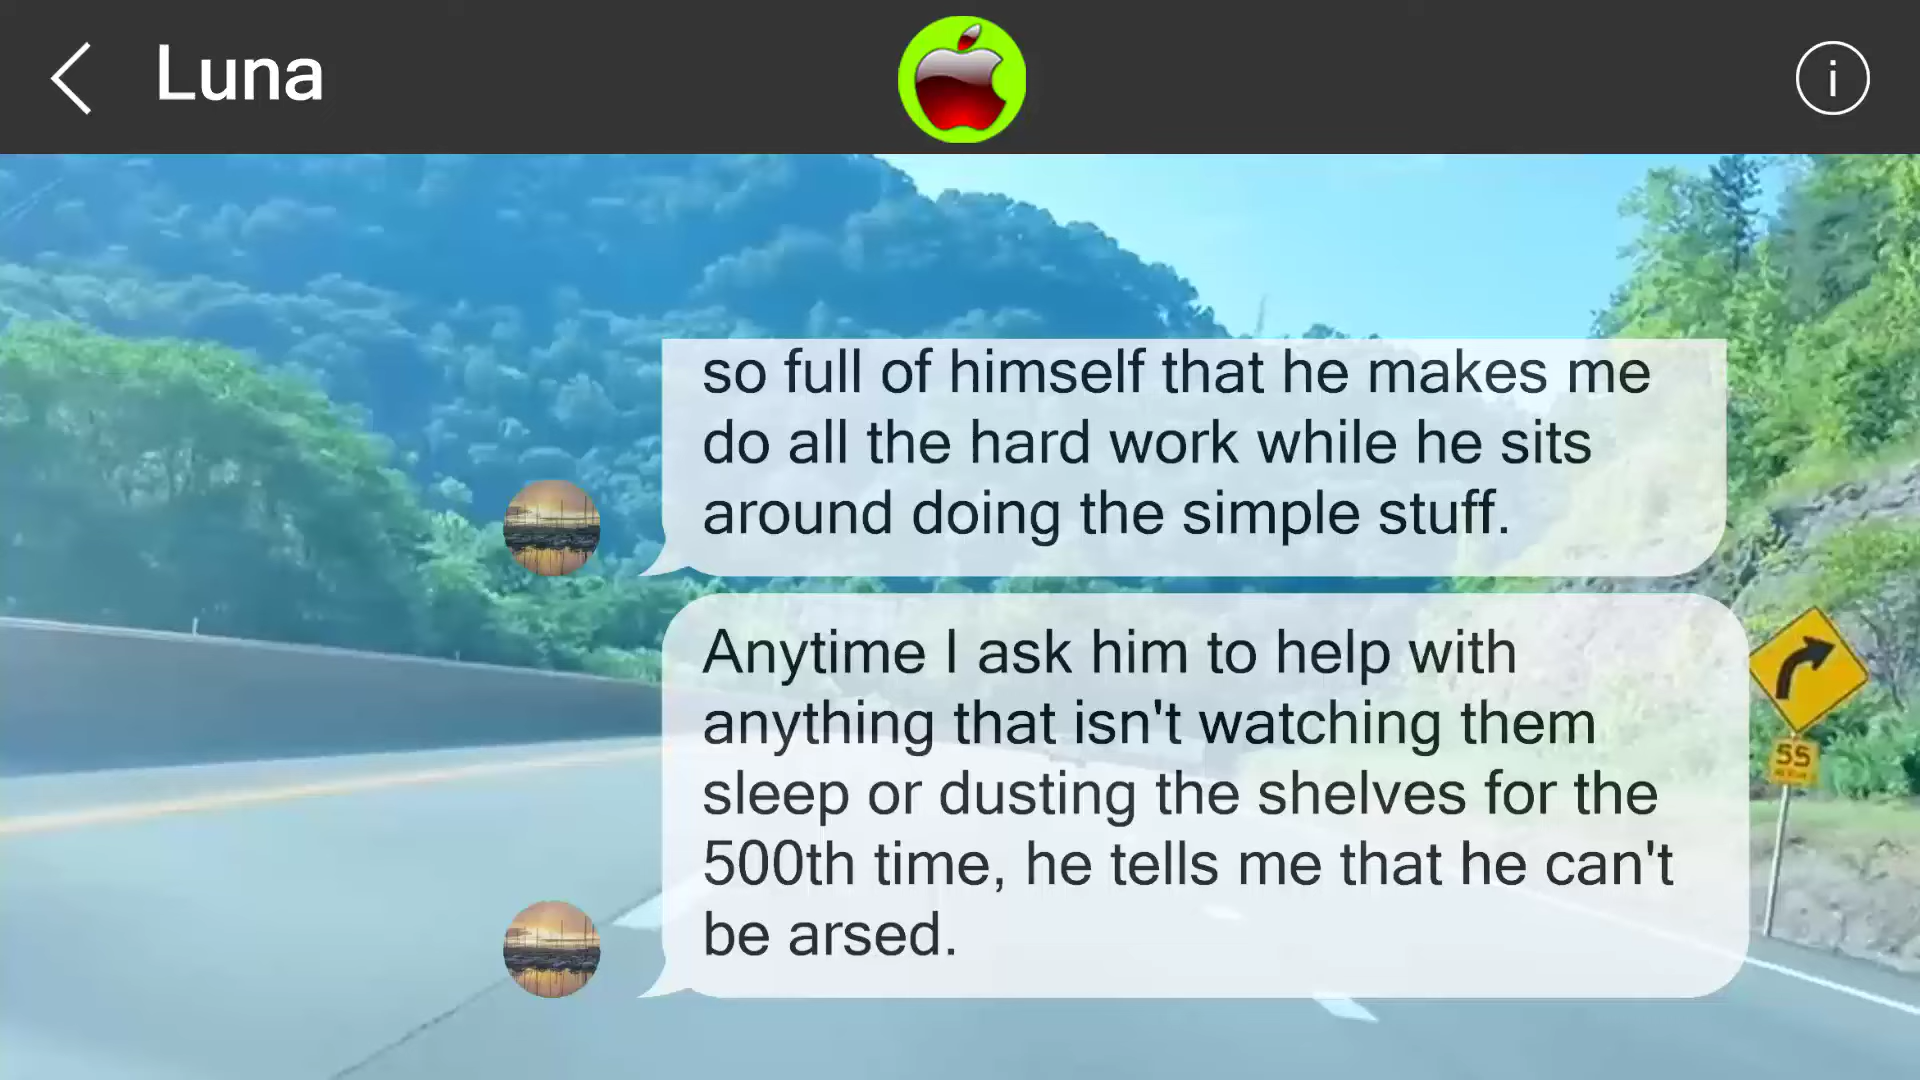 Luna
i
so full of himself that he makes me
do all the hard work while he sits
around doing the simple stuff.
Anytime I ask him to help with
anything that isn't watching them
sleep or dusting the shelves for the
500th time, he tells me that he can't
be arsed.
55